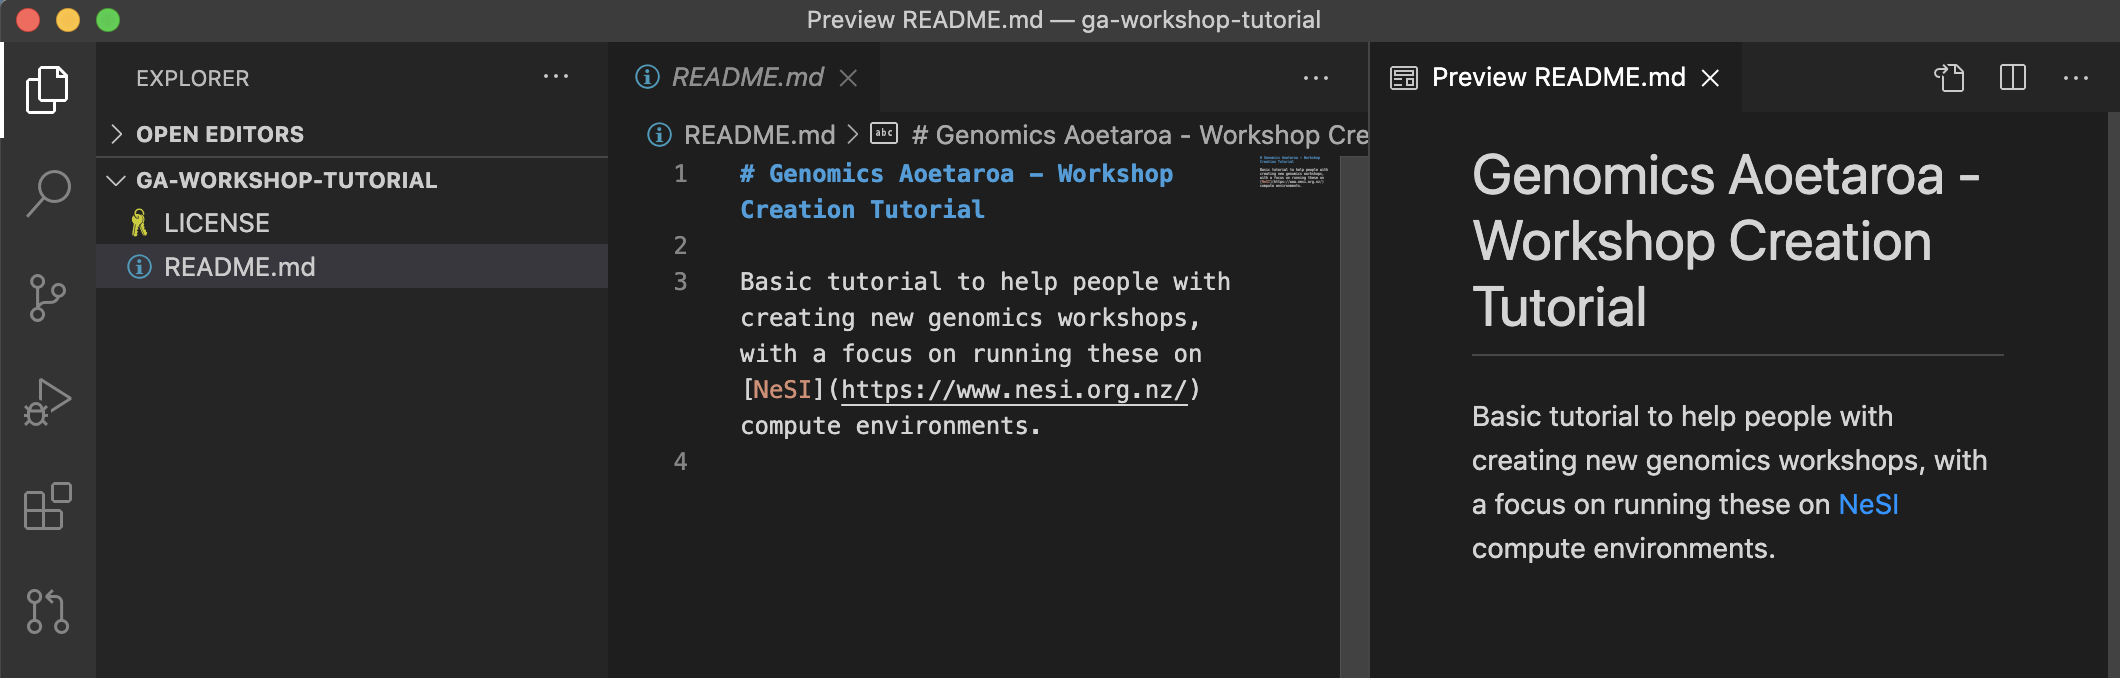 Preview README.md — ga-workshop-tutorial
EXPLORER
OPEN EDITORS
GA-WORKSHOP-TUTORIAL
LICENSE
README.md
README.md
README.md > abc # Genomics Aoetaroa - Workshop Cre
1 # Genomics Aoetaroa - Workshop
Creation Tutorial
2
3 Basic tutorial to help people with
creating new genomics workshops,
with a focus on running these on
[NeSI](https://www.nesi.org.nz/)
compute environments.
4
Preview README.md
Genomics Aoetaroa -
Workshop Creation
Tutorial
Basic tutorial to help people with
creating new genomics workshops, with
a focus on running these on NeSI
compute environments.